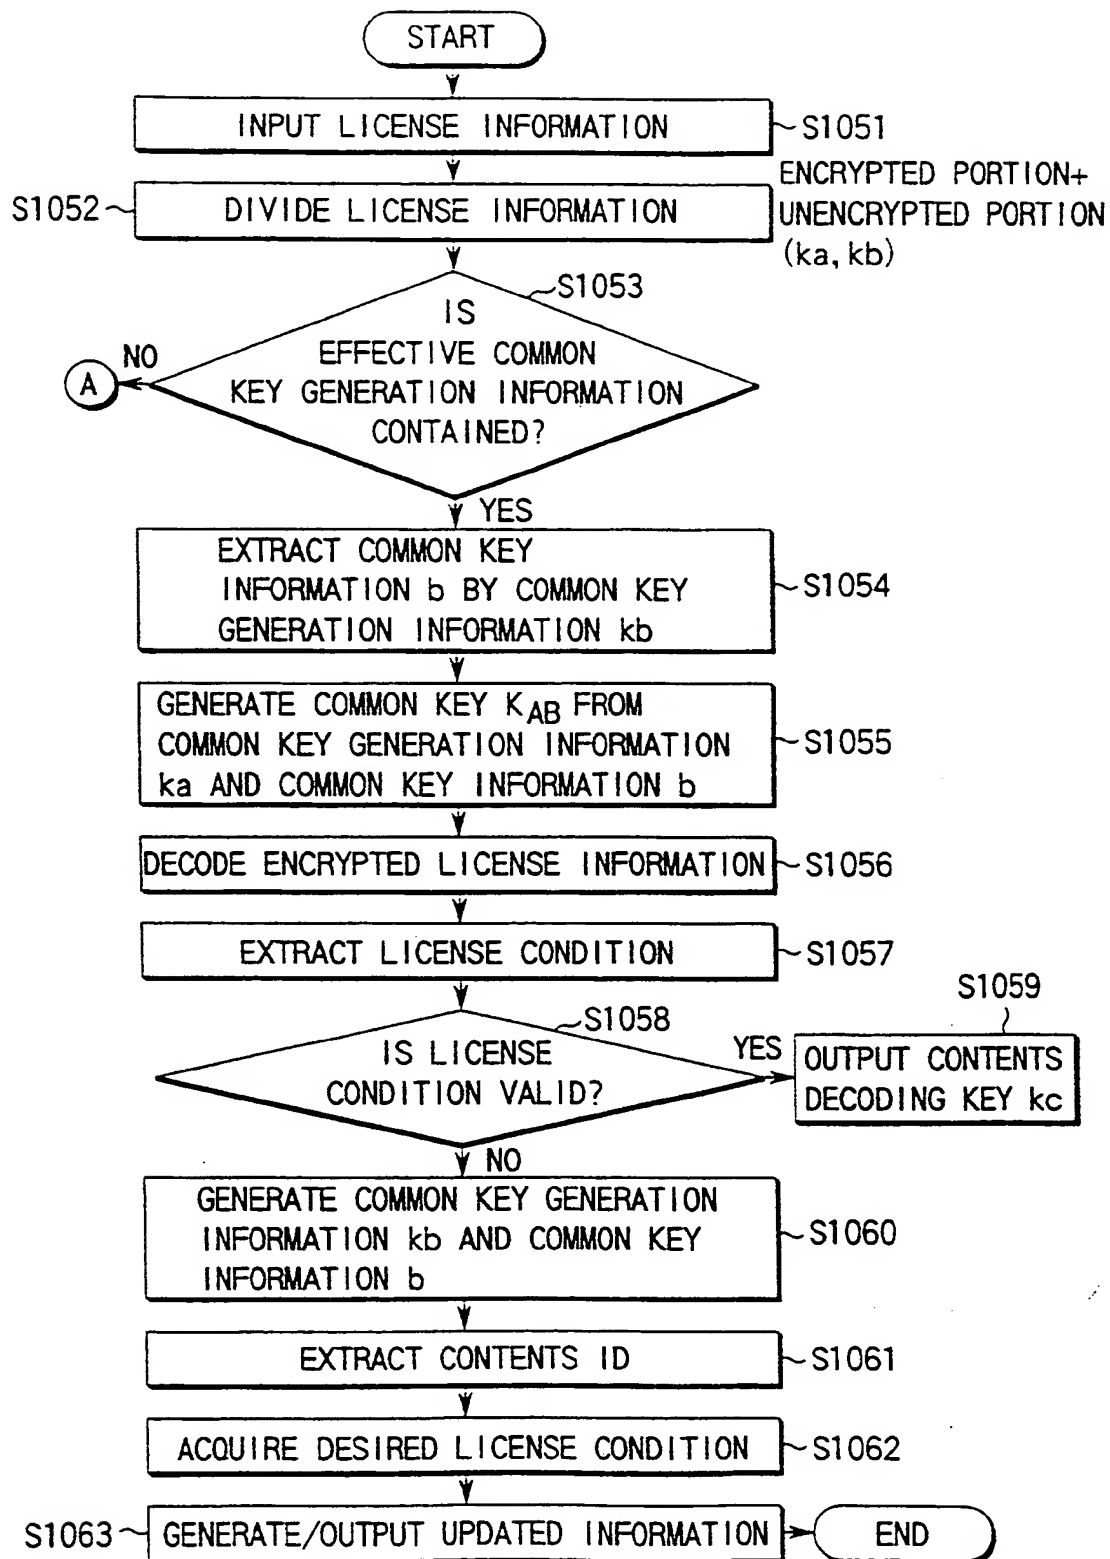 START
INPUT LICENSE INFORMATION
S1051
S1052
DIVIDE LICENSE INFORMATION
ENCRYPTED PORTION+
UNENCRYPTED PORTION
(ka, kb)
S1053
IS
EFFECTIVE COMMON
KEY GENERATION INFORMATION
CONTAINED?
NO
A
YES
EXTRACT COMMON KEY
INFORMATION b BY COMMON KEY
GENERATION INFORMATION kb
S1054
GENERATE COMMON KEY KAB FROM
COMMON KEY GENERATION INFORMATION
ka AND COMMON KEY INFORMATION b
S1055
DECODE ENCRYPTED LICENSE INFORMATION
S1056
EXTRACT LICENSE CONDITION
S1057
S1058
IS LICENSE
CONDITION VALID?
YES
S1059
OUTPUT CONTENTS
DECODING KEY kc
NO
GENERATE COMMON KEY GENERATION
INFORMATION kb AND COMMON KEY
INFORMATION b
S1060
EXTRACT CONTENTS ID
S1061
ACQUIRE DESIRED LICENSE CONDITION
S1062
S1063
GENERATE/OUTPUT UPDATED INFORMATION
END